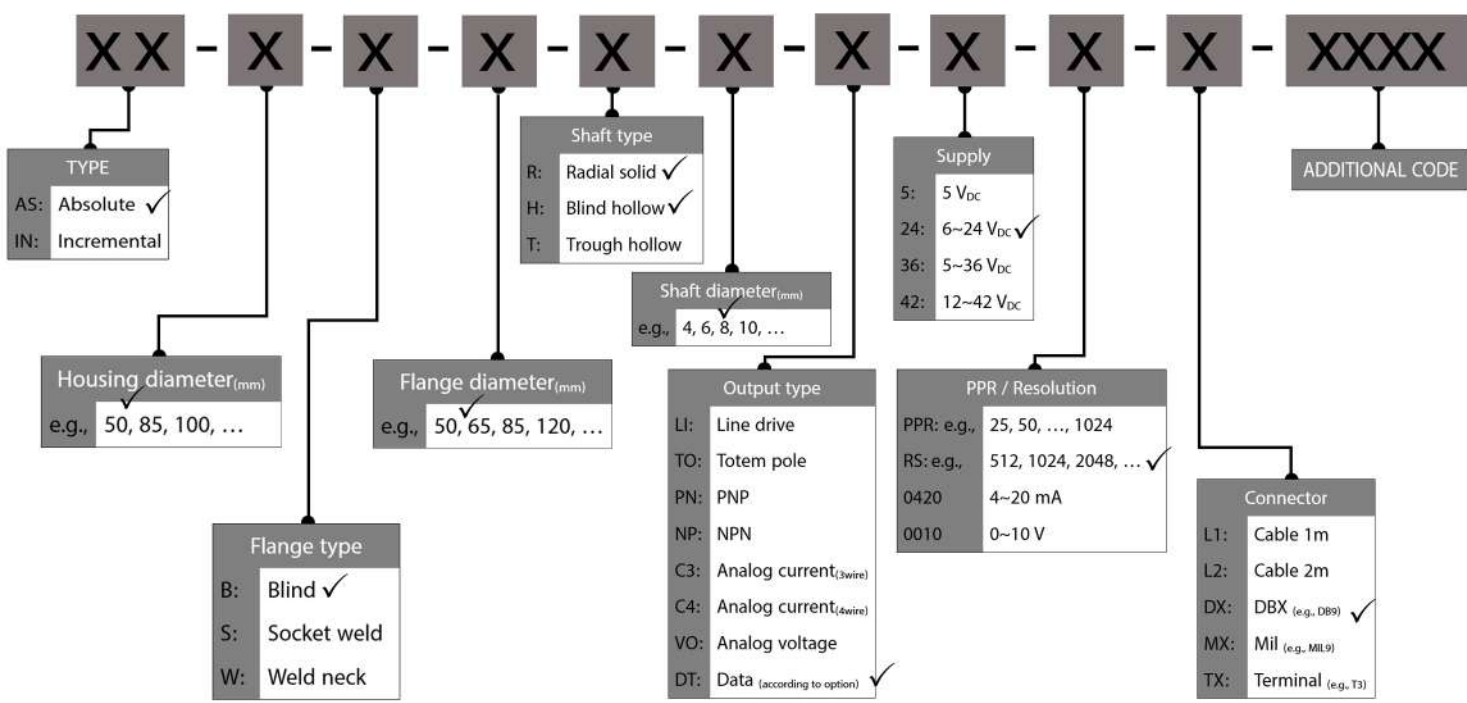 XX - X - X - X - X - X - X - X - X - X - XXXX
TYPE
AS: Absolute ✓
IN: Incremental
Housing diameter(mm)
e.g., 50, 85, 100, ...
Flange type
B: Blind ✓
S: Socket weld
W: Weld neck
Flange diameter(mm)
e.g., 50, 65, 85, 120, ...
Shaft type
R: Radial solid ✓
H: Blind hollow ✓
T: Trough hollow
Shaft diameter(mm)
e.g., 4, 6, 8, 10, ...
Output type
LI: Line drive
TO: Totem pole
PN: PNP
NP: NPN
C3: Analog current(3wire)
C4: Analog current(4wire)
VO: Analog voltage
DT: Data (according to option) ✓
Supply
5: 5 VDC
24: 6~24 VDC ✓
36: 5~36 VDC
42: 12~42 VDC
PPR / Resolution
PPR: e.g., 25, 50, ..., 1024
RS: e.g., 512, 1024, 2048, ... ✓
0420 4~20 mA
0010 0~10 V
Connector
L1: Cable 1m
L2: Cable 2m
DX: DBX (e.g., DB9) ✓
MX: Mil (e.g., MIL9)
TX: Terminal (e.g., T3)
ADDITIONAL CODE